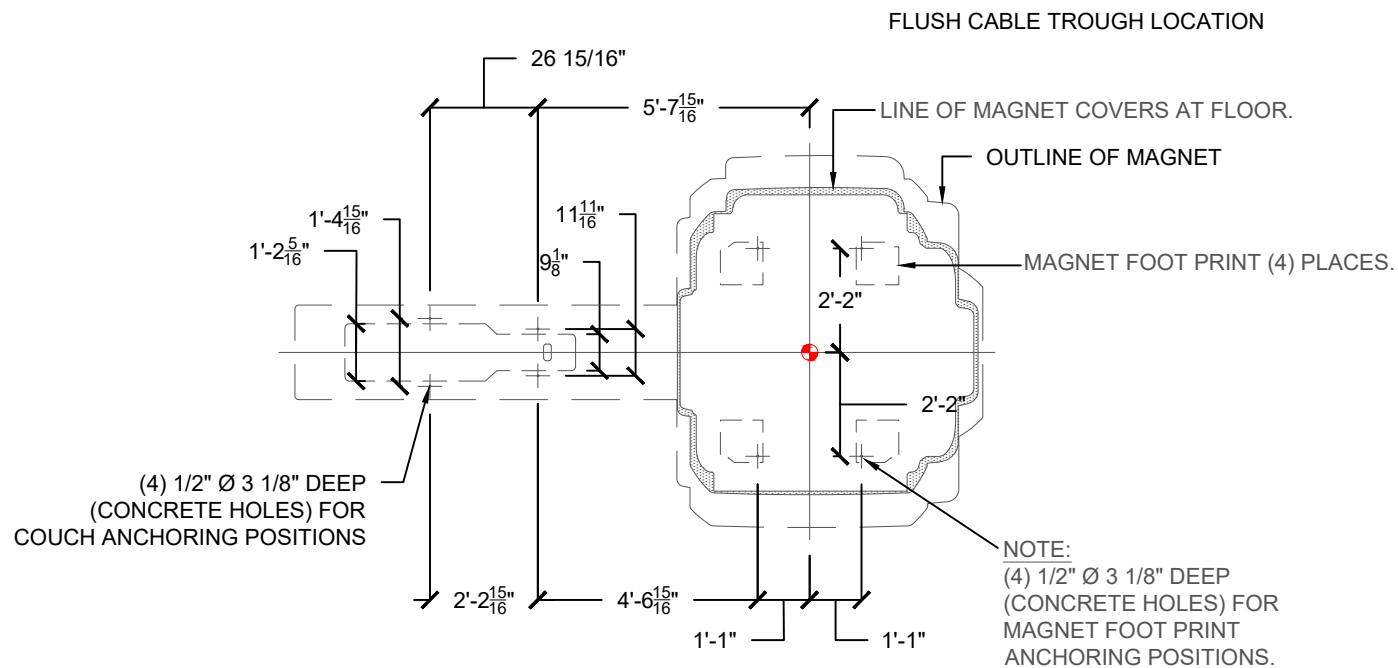 FLUSH CABLE TROUGH LOCATION
26 15/16"
5'-7 15/16"
LINE OF MAGNET COVERS AT FLOOR.
OUTLINE OF MAGNET
1'-4 15/16"
11 11/16"
1'-2 5/16"
9 1/8"
MAGNET FOOT PRINT (4) PLACES.
2'-2"
2'-2"
(4) 1/2" Ø 3 1/8" DEEP
(CONCRETE HOLES) FOR
COUCH ANCHORING POSITIONS
NOTE:
(4) 1/2" Ø 3 1/8" DEEP
(CONCRETE HOLES) FOR
MAGNET FOOT PRINT
ANCHORING POSITIONS.
2'-2 15/16"
4'-6 15/16"
1'-1"
1'-1"